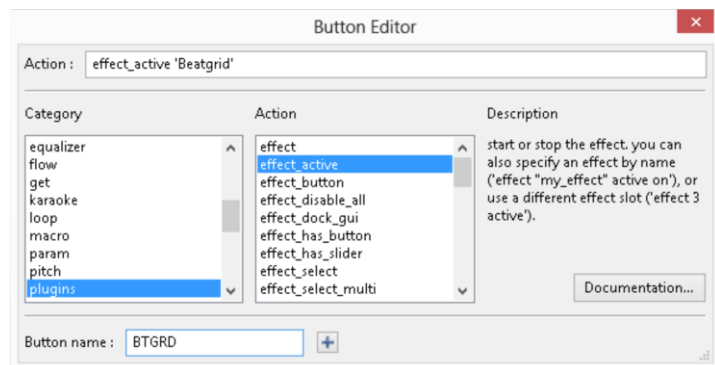 Button Editor
Action :
effect_active 'Beatgrid'
Category
equalizer
flow
get
karaoke
loop
macro
param
pitch
plugins
Action
effect
effect_active
effect_button
effect_disable_all
effect_dock_gui
effect_has_button
effect_has_slider
effect_select
effect_select_multi
Description
start or stop the effect. you can
also specify an effect by name
('effect "my_effect" active on'), or
use a different effect slot ('effect 3
active').
Documentation...
Button name :
BTGRD